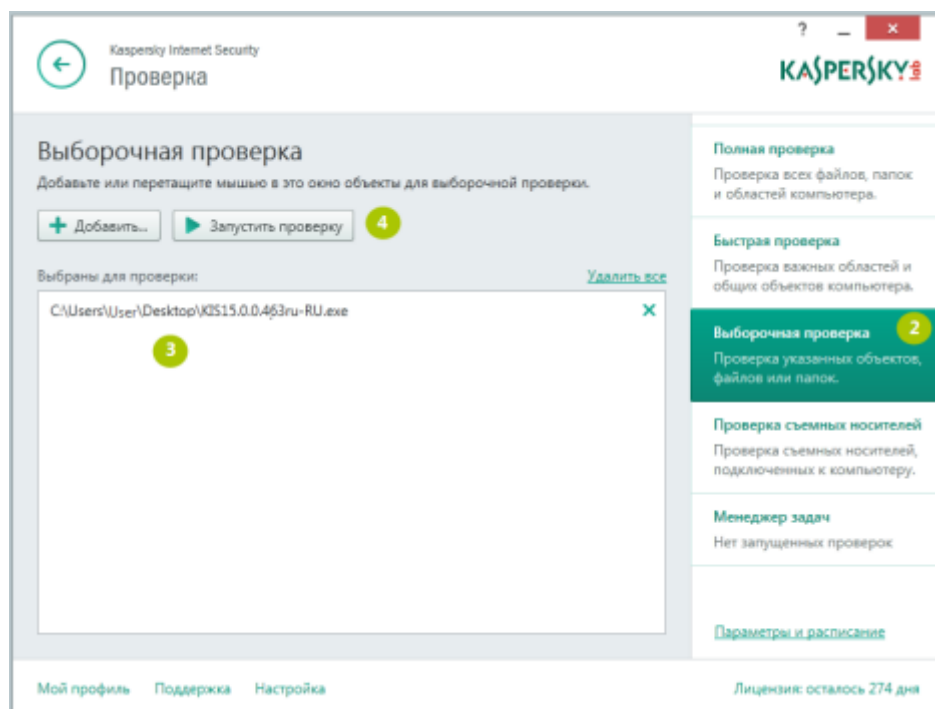 ?
Kaspersky Internet Security
Проверка
KASPERSKY lab
Выборочная проверка
Добавьте или перетащите мышью в это окно объекты для выборочной проверки.
Добавить...
Запустить проверку
4
Выбраны для проверки:
Удалить все
C:\Users\User\Desktop\KIS15.0.0.463ru-RU.exe
3
Полная проверка
Проверка всех файлов, папок
и областей компьютера.
Быстрая проверка
Проверка важных областей и
общих объектов компьютера.
Выборочная проверка
2
Проверка указанных объектов,
файлов или папок.
Проверка съемных носителей
Проверка съемных носителей,
подключенных к компьютеру.
Менеджер задач
Нет запущенных проверок
Параметры и расписание
Мой профиль
Поддержка
Настройка
Лицензия: осталось 274 дня